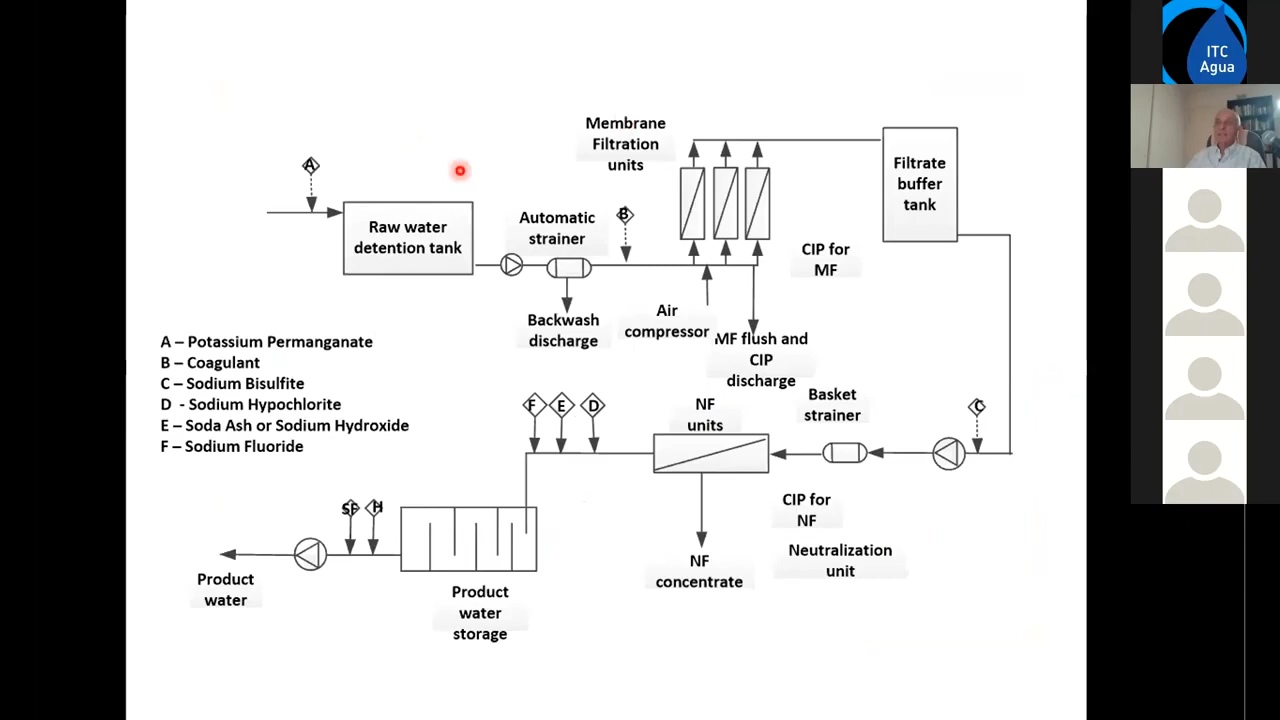 ITC
Agua
Membrane
Filtration
units
A
Filtrate
buffer
tank
Raw water
detention tank
Automatic
strainer
B
CIP for
MF
Backwash
discharge
Air
compressor
MF flush and
CIP
discharge
A – Potassium Permanganate
B – Coagulant
C – Sodium Bisulfite
D - Sodium Hypochlorite
E – Soda Ash or Sodium Hydroxide
F – Sodium Fluoride
F E D
NF
units
Basket
strainer
C
SF H
CIP for
NF
Neutralization
unit
NF
concentrate
Product
water
Product
water
storage